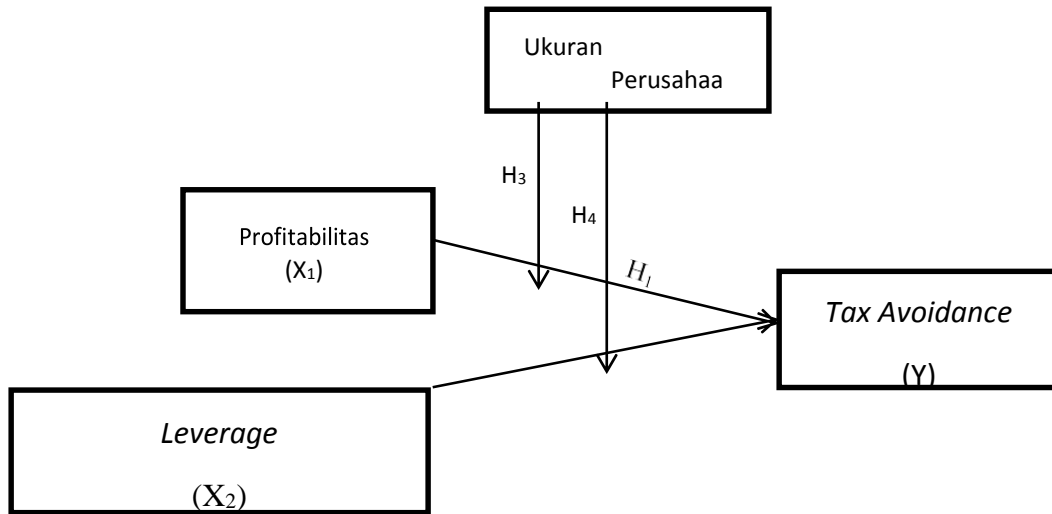 Ukuran
Perusahaa
H₃
H₄
Profitabilitas
(X₁)
H₁
Tax Avoidance
(Y)
Leverage
(X₂)